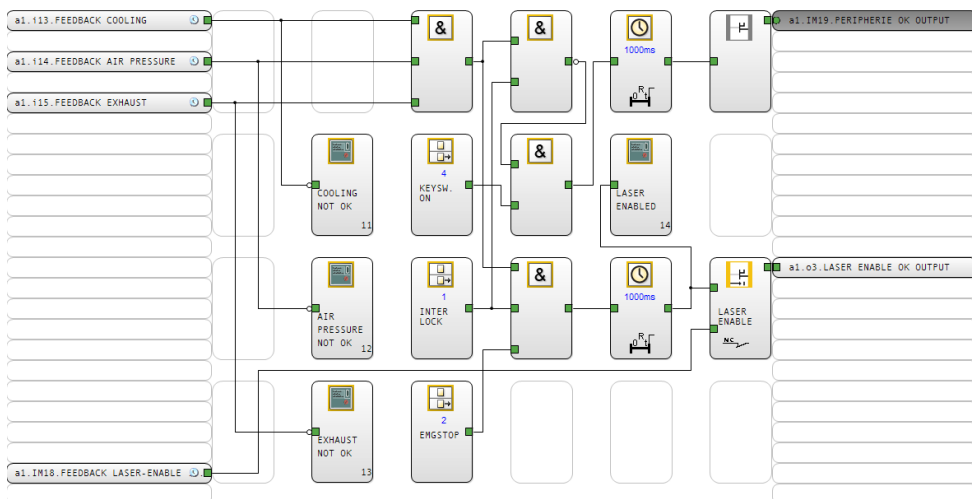 a1.i13.FEEDBACK COOLING
& & 1000ms
a1.IM19.PERIPHERIE OK OUTPUT
a1.i14.FEEDBACK AIR PRESSURE
a1.i15.FEEDBACK EXHAUST
0 R t
COOLING
NOT OK
11
4
KEYSW.
ON
&
LASER
ENABLED
14
AIR
PRESSURE
NOT OK
12
1
INTER
LOCK
&
1000ms
0 R t
LASER
ENABLE
NC
a1.o3.LASER ENABLE OK OUTPUT
EXHAUST
NOT OK
13
2
EMGSTOP
a1.IM18.FEEDBACK LASER-ENABLE